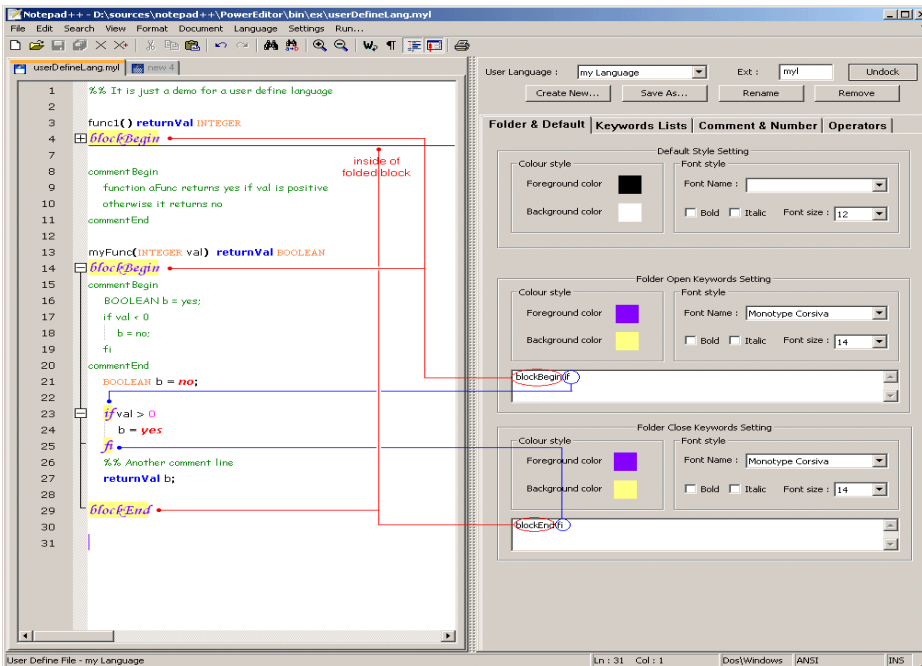 Notepad++ - D:\sources\notepad++\PowerEditor\bin\ex\userDefineLang.myl
File Edit Search View Format Document Language Settings Run...
userDefineLang.myl new 4
1 %% It is just a demo for a user define language
2
3 func1() returnVal INTEGER
4 blockBegin
7
inside of
folded block
8 commentBegin
9 function aFunc returns yes if val is positive
10 otherwise it returns no
11 commentEnd
12
13 myFunc(INTEGER val) returnVal BOOLEAN
14 blockBegin
15 commentBegin
16 BOOLEAN b = yes;
17 if val < 0
18 b = no;
19 fi
20 commentEnd
21 BOOLEAN b = no;
22
23 if val > 0
24 b = yes
25 fi
26 %% Another comment line
27 returnVal b;
28
29 blockEnd
30
31
User Language : my Language Ext : myl Undock
Create New... Save As... Rename Remove
Folder & Default Keywords Lists Comment & Number Operators
Default Style Setting
Colour style Font style
Foreground color Font Name :
Background color Bold Italic Font size : 12
Folder Open Keywords Setting
Colour style Font style
Foreground color Font Name : Monotype Corsiva
Background color Bold Italic Font size : 14
blockBegin if
Folder Close Keywords Setting
Colour style Font style
Foreground color Font Name : Monotype Corsiva
Background color Bold Italic Font size : 14
blockEnd fi
User Define File - my Language Ln : 31 Col : 1 Dos\Windows ANSI INS